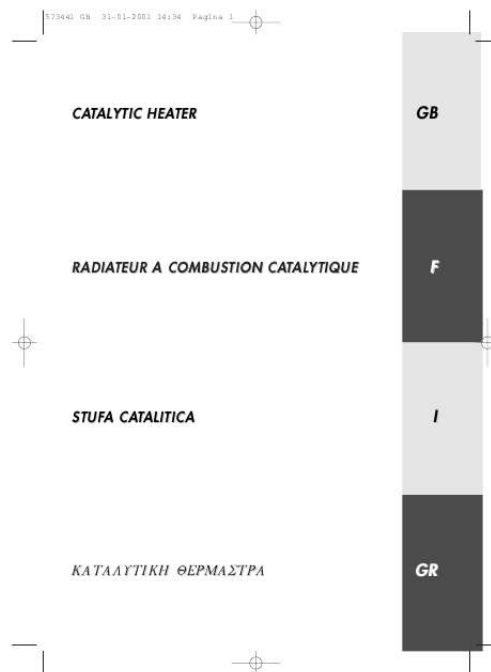 573441 GB 31-01-2001 14:34 Pagina 1
CATALYTIC HEATER GB
RADIATEUR A COMBUSTION CATALYTIQUE F
STUFA CATALITICA I
ΚΑΤΑΛΥΤΙΚΗ ΘΕΡΜΑΣΤΡΑ GR